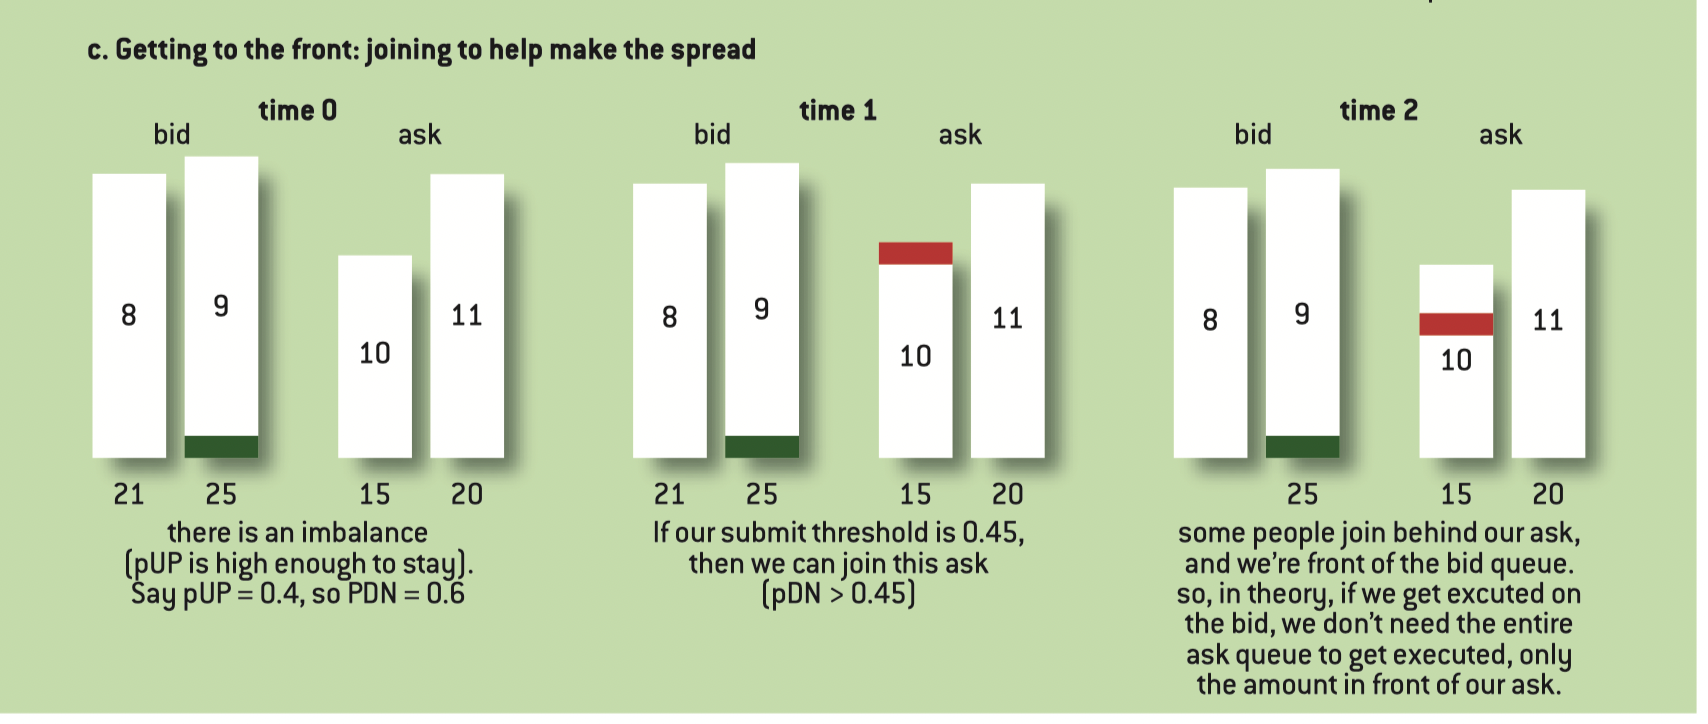 c. Getting to the front: joining to help make the spread
time 0
bid ask
8 9 10 11
21 25 15 20
there is an imbalance
(pUP is high enough to stay).
Say pUP = 0.4, so PDN = 0.6
time 1
bid ask
8 9 10 11
21 25 15 20
If our submit threshold is 0.45,
then we can join this ask
(pDN > 0.45)
time 2
bid ask
8 9 10 11
25 15 20
some people join behind our ask,
and we're front of the bid queue.
so, in theory, if we get excuted on
the bid, we don't need the entire
ask queue to get executed, only
the amount in front of our ask.